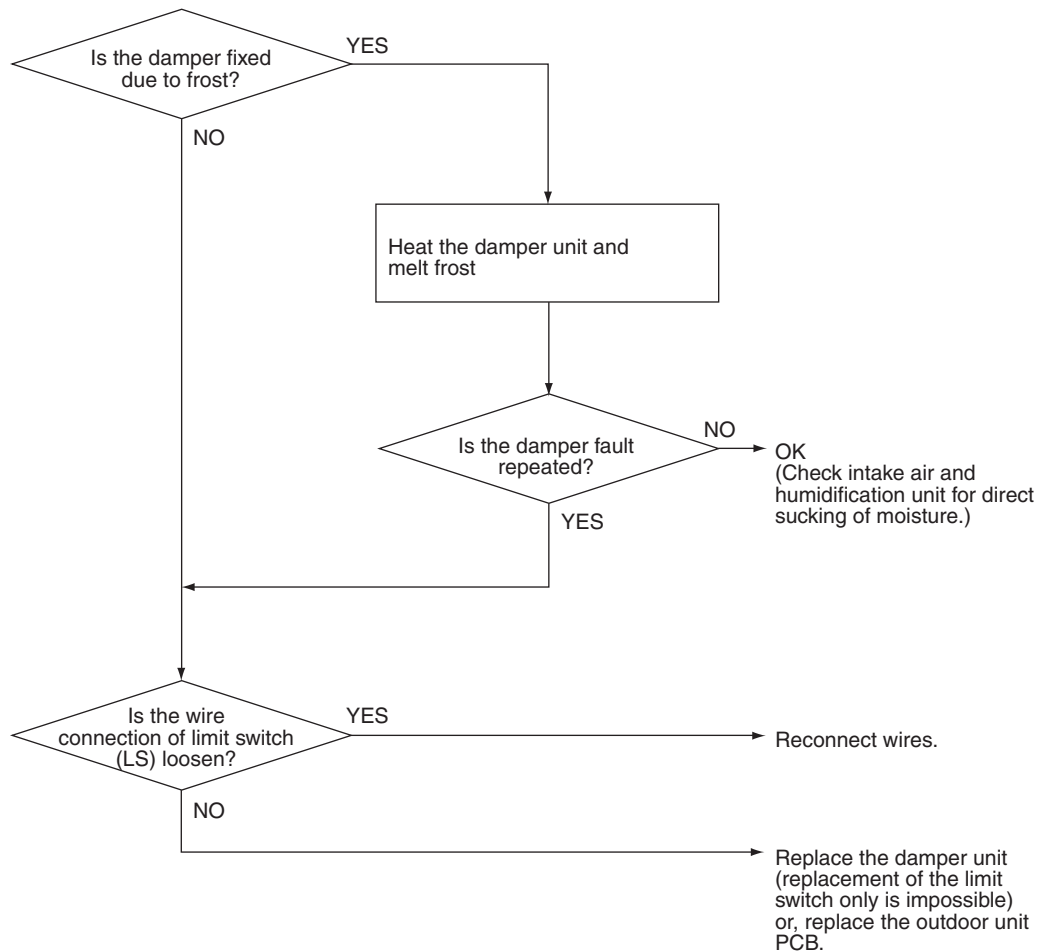 Is the damper fixed
due to frost?
YES
NO
Heat the damper unit and
melt frost
Is the damper fault
repeated?
NO
OK
(Check intake air and
humidification unit for direct
sucking of moisture.)
YES
Is the wire
connection of limit switch
(LS) loosen?
YES
Reconnect wires.
NO
Replace the damper unit
(replacement of the limit
switch only is impossible)
or, replace the outdoor unit
PCB.